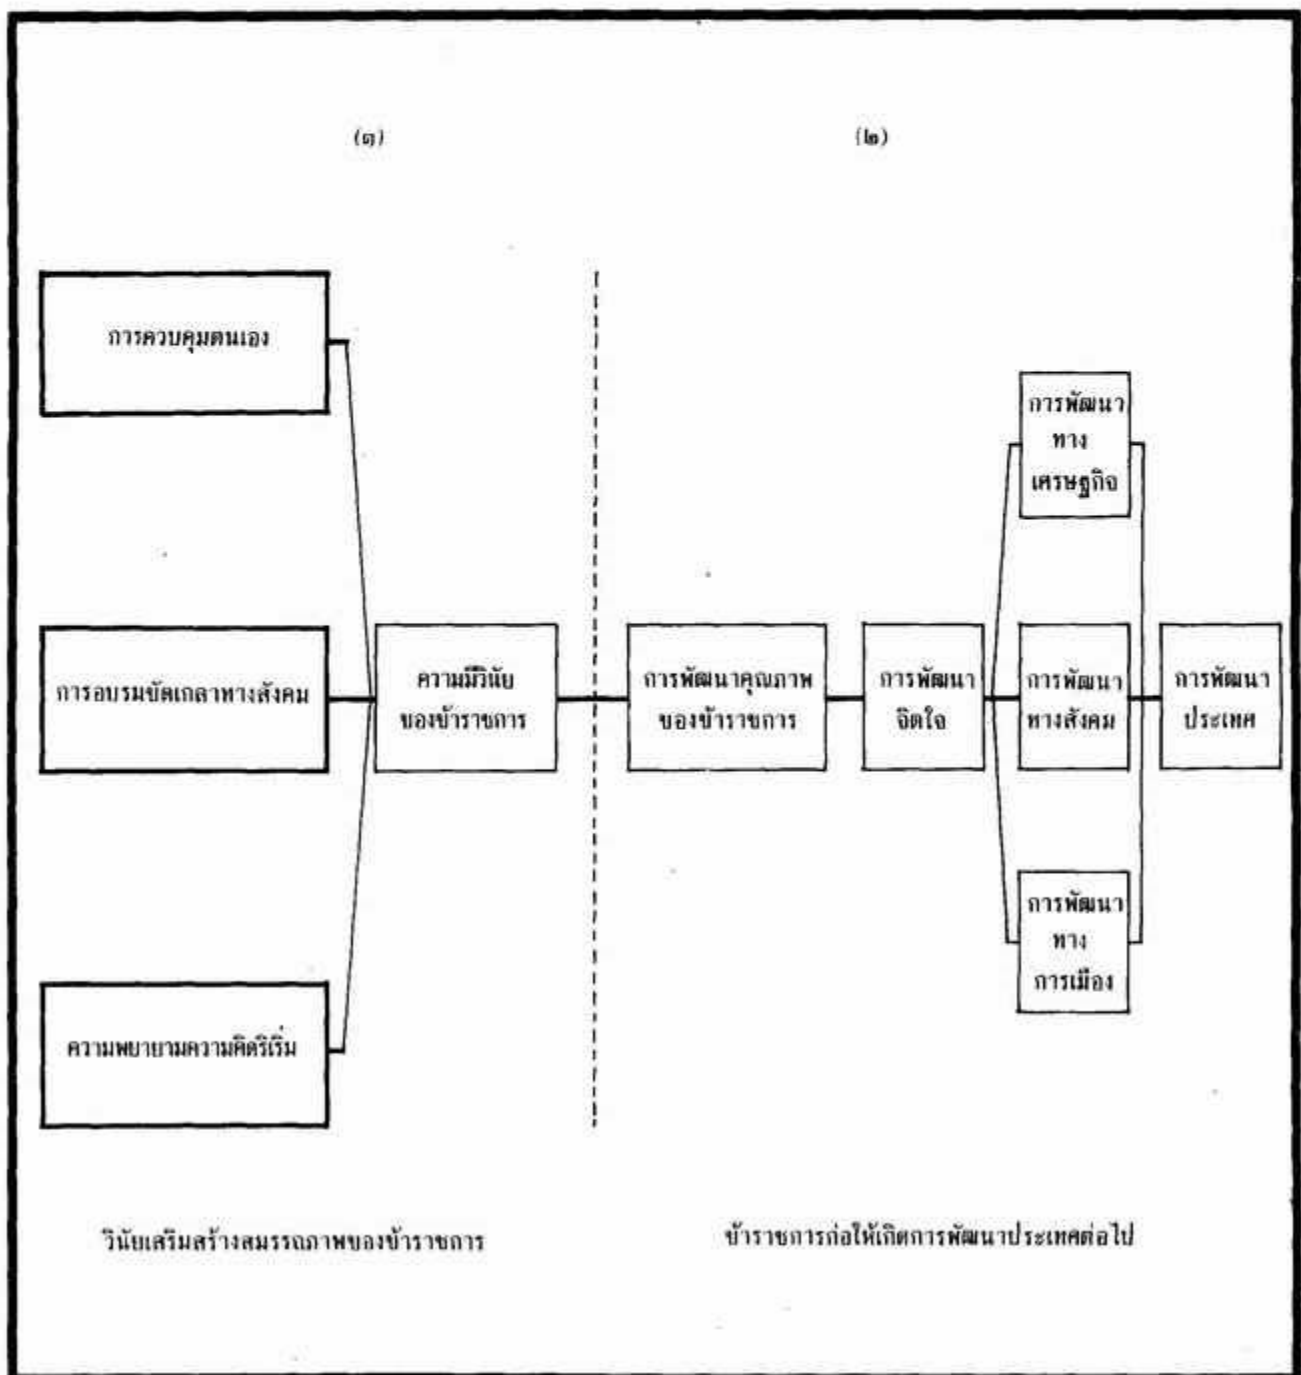 (๑)
(๒)
การควบคุมตนเอง
การอบรมขัดเกลาทางสังคม
ความพยายามความคิดริเริ่ม
ความมีวินัย
ของข้าราชการ
การพัฒนาคุณภาพ
ของข้าราชการ
การพัฒนา
จิตใจ
การพัฒนา
ทาง
เศรษฐกิจ
การพัฒนา
ทางสังคม
การพัฒนา
ทาง
การเมือง
การพัฒนา
ประเทศ
วินัยเสริมสร้างสมรรถภาพของข้าราชการ
ข้าราชการก่อให้เกิดการพัฒนาประเทศต่อไป